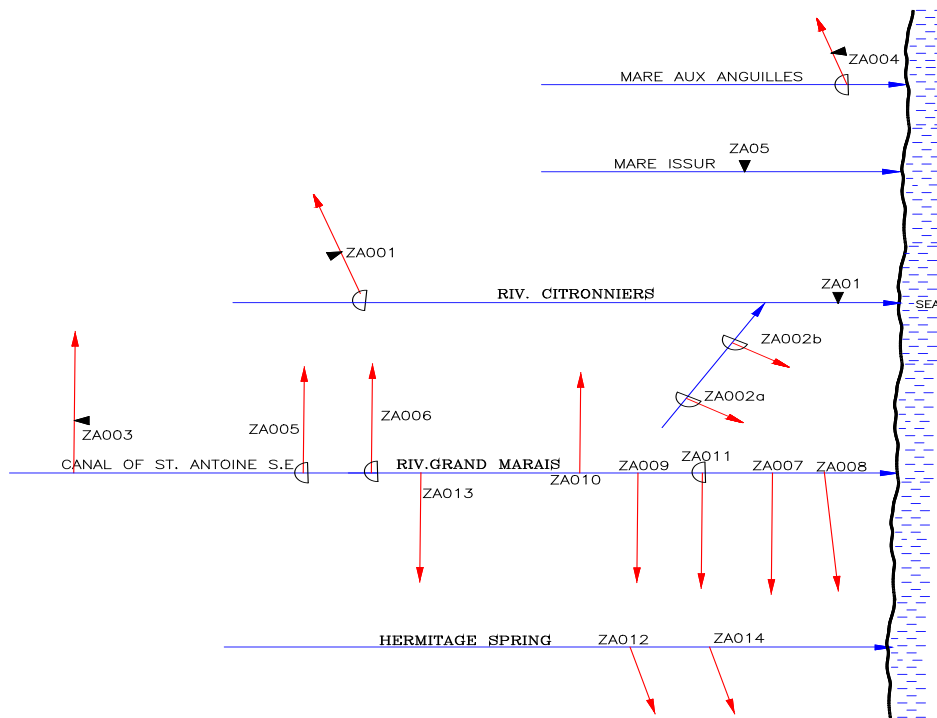 ZA004
MARE AUX ANGUILLES
ZA05
MARE ISSUR
ZA001
ZA01
RIV. CITRONNIERS
SEA
ZA002b
ZA002a
ZA003
ZA005
ZA006
CANAL OF ST. ANTOINE S.E
RIV.GRAND MARAIS
ZA013
ZA010
ZA009
ZA011
ZA007
ZA008
HERMITAGE SPRING
ZA012
ZA014